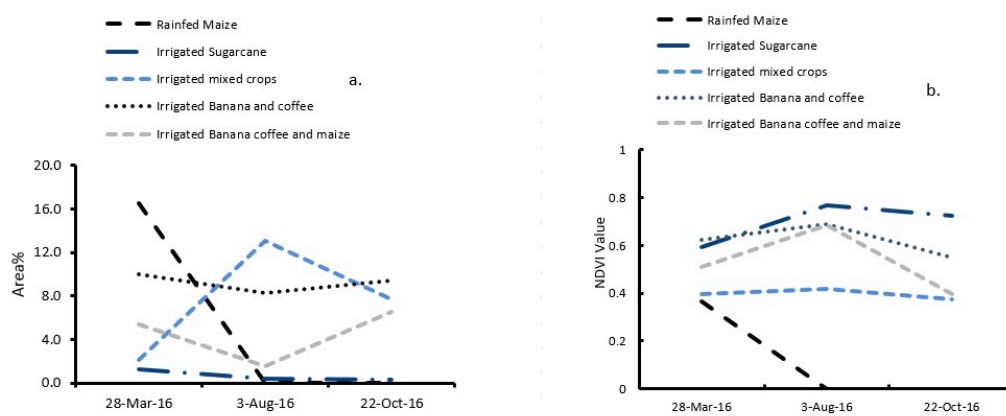 Rainfed Maize
Irrigated Sugarcane
Irrigated mixed crops
a.
Irrigated Banana and coffee
Irrigated Banana coffee and maize
20.0
16.0
12.0
8.0
4.0
0.0
Area%
28-Mar-16
3-Aug-16
22-Oct-16
Rainfed Maize
Irrigated Sugarcane
Irrigated mixed crops
b.
Irrigated Banana and coffee
Irrigated Banana coffee and maize
1
0.8
0.6
0.4
0.2
0
NDVI Value
28-Mar-16
3-Aug-16
22-Oct-16